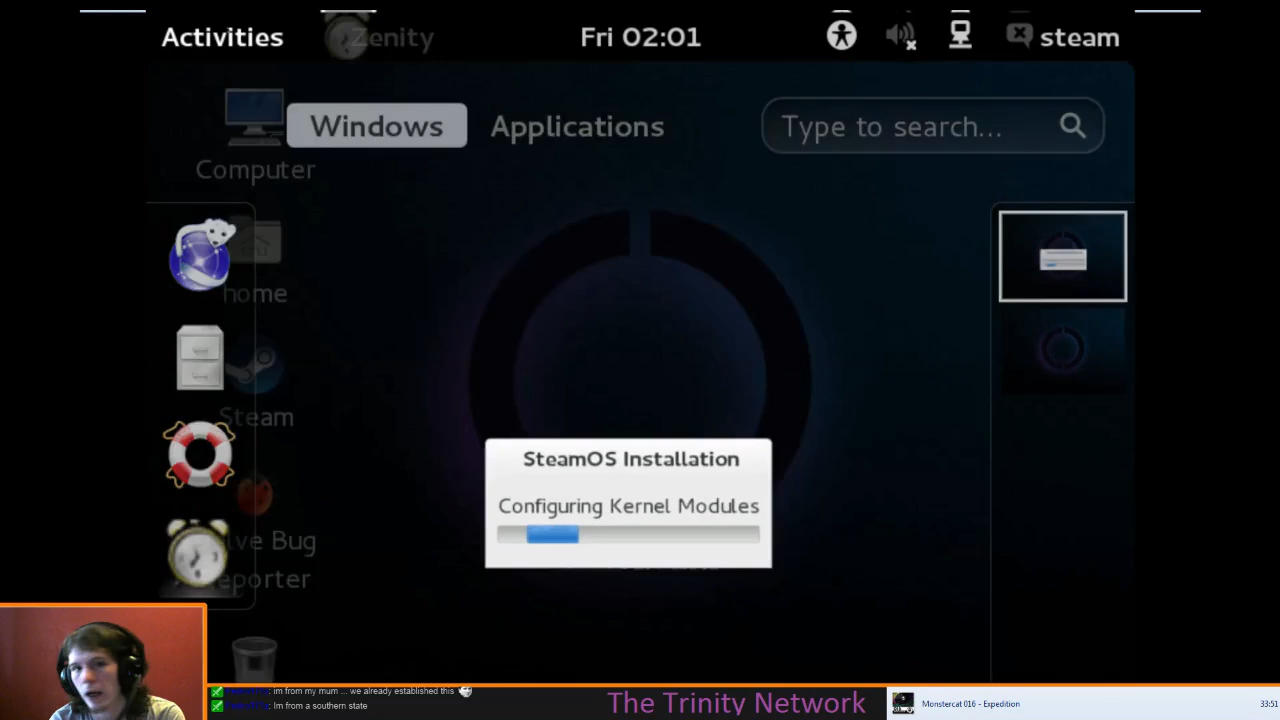 Activities
Zenity
Fri 02:01
steam
Computer
Windows
Applications
Type to search...
home
Steam
SteamOS Installation
Configuring Kernel Modules
lve Bug
eporter
: im from my mum ... we already established this
: Im from a southern state
The Trinity Network
Monstercat 016 - Expedition
33:51